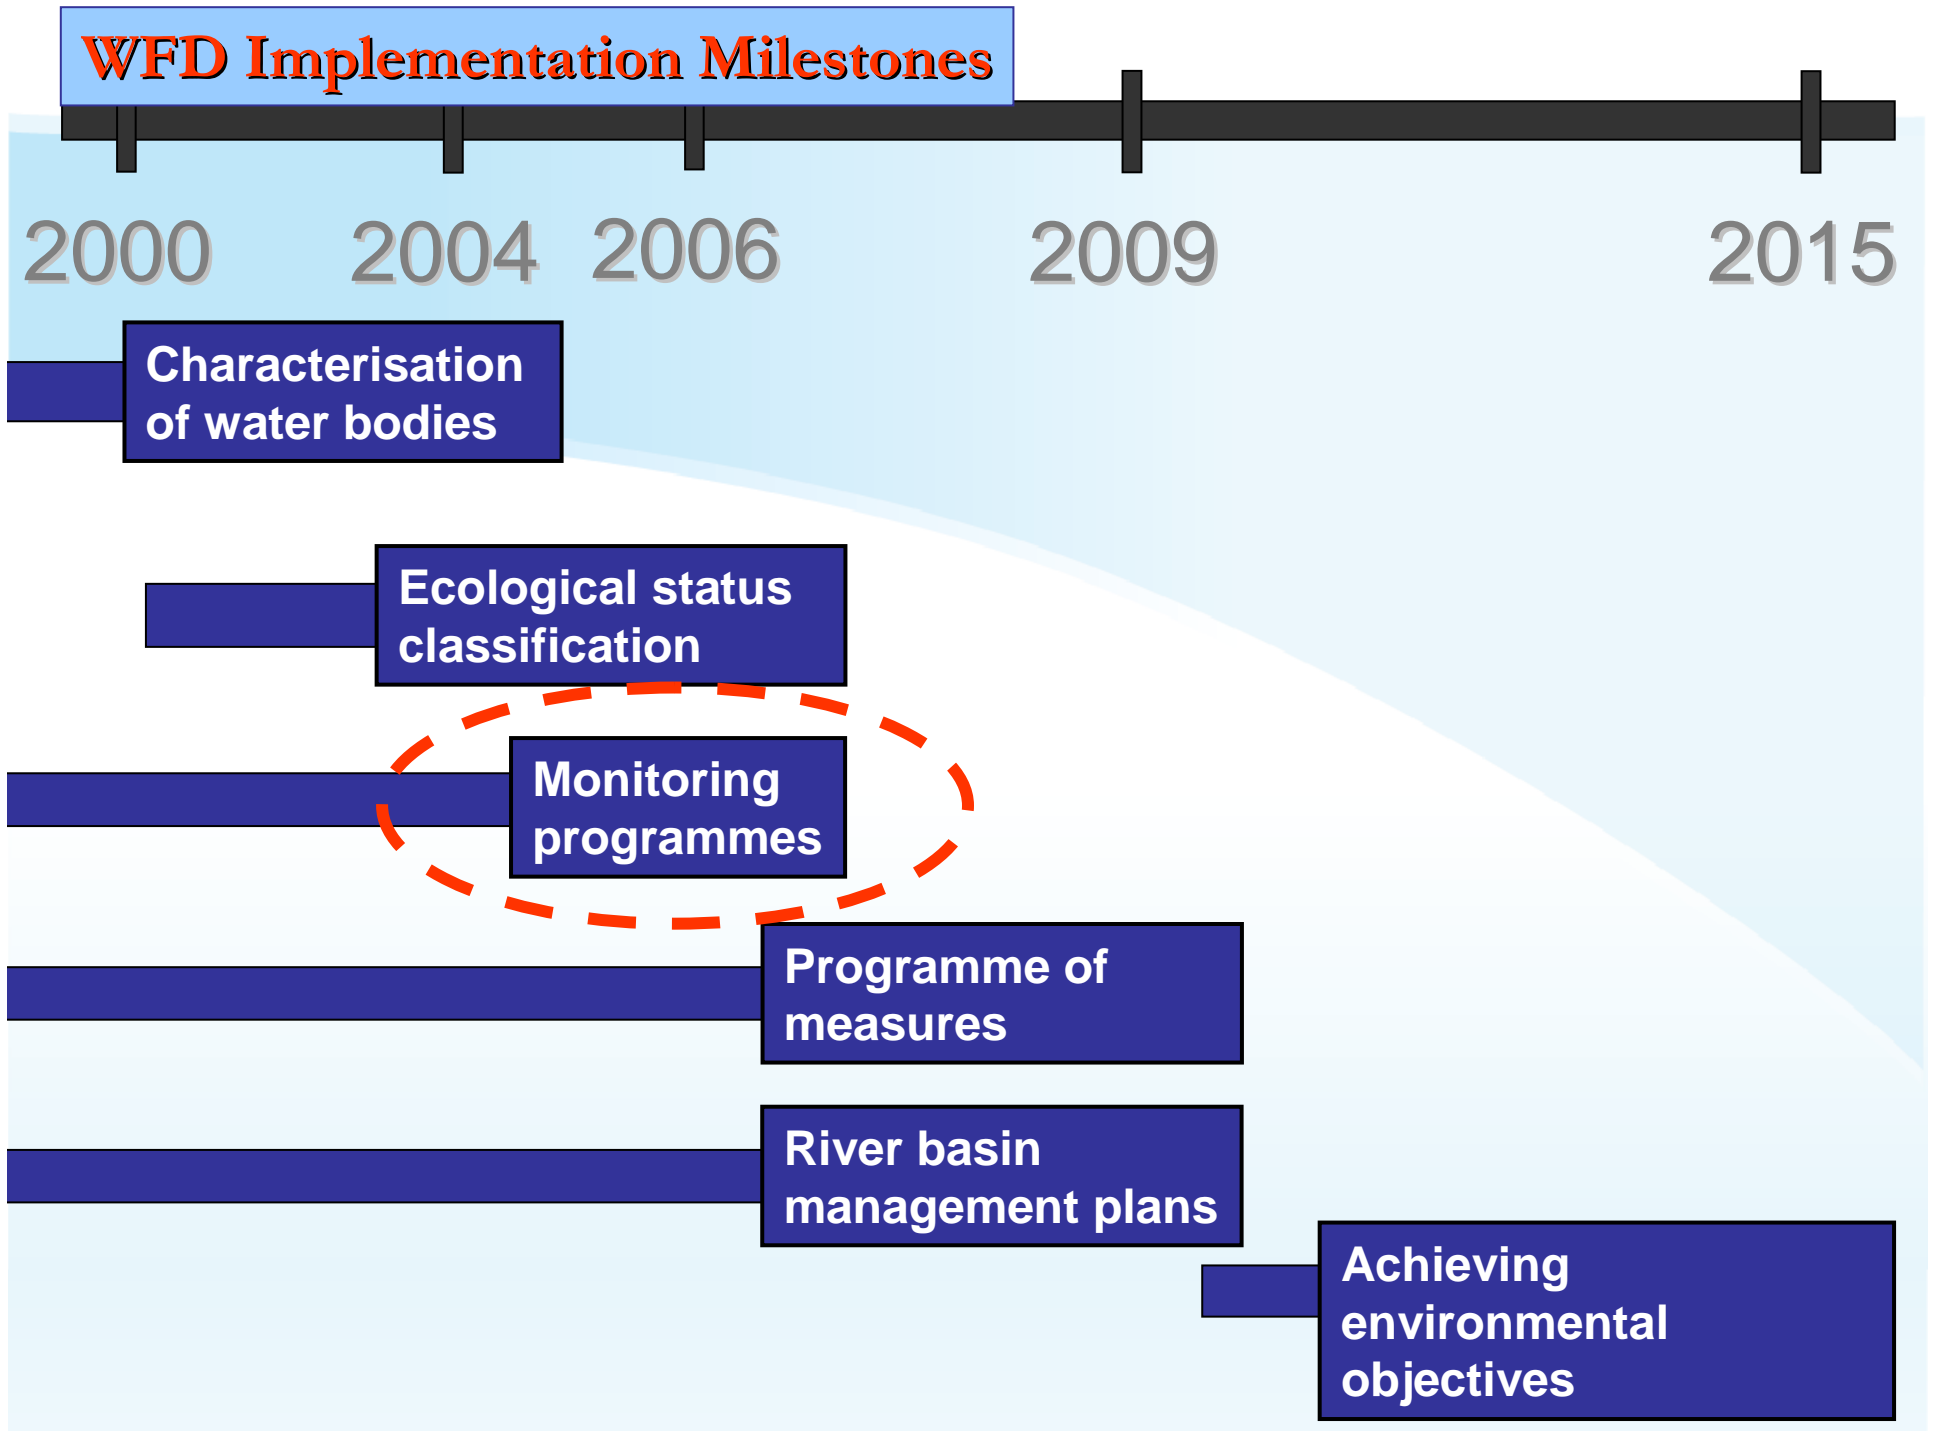 WFD Implementation Milestones
2000 2004 2006 2009 2015
Characterisation
of water bodies
Ecological status
classification
Monitoring
programmes
Programme of
measures
River basin
management plans
Achieving
environmental
objectives